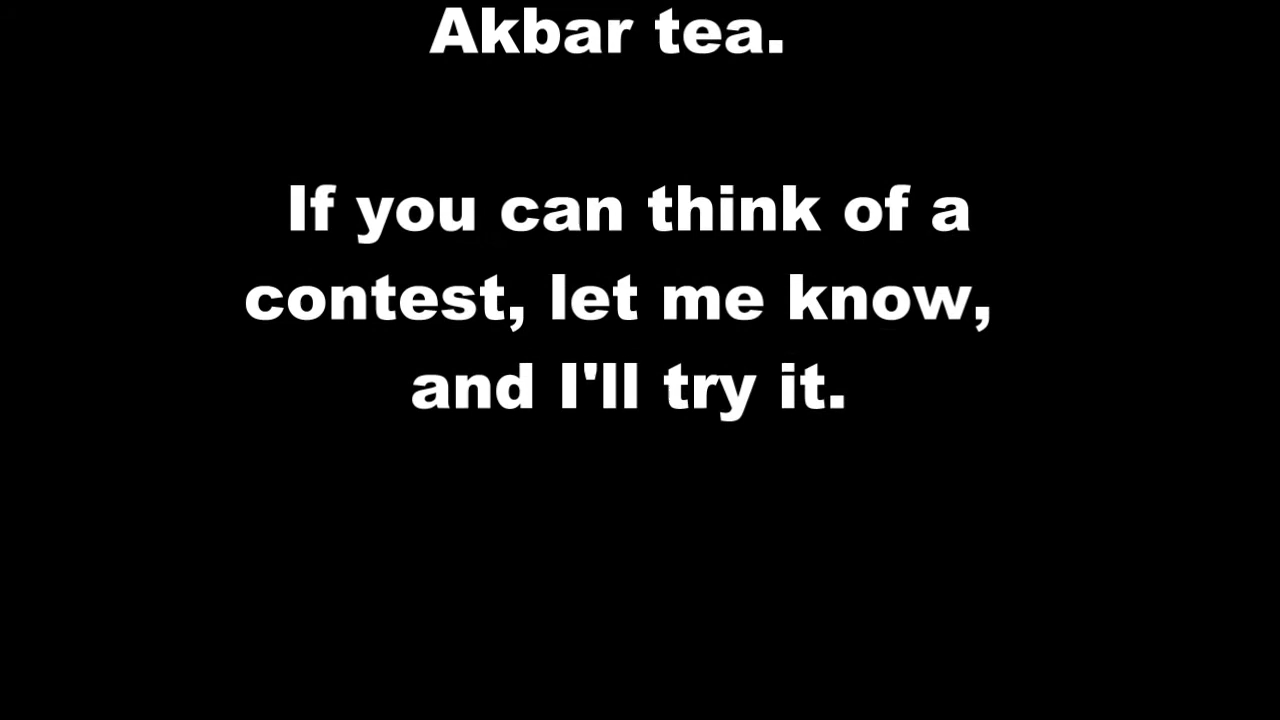 Akbar tea.
If you can think of a
contest, let me know,
and I'll try it.